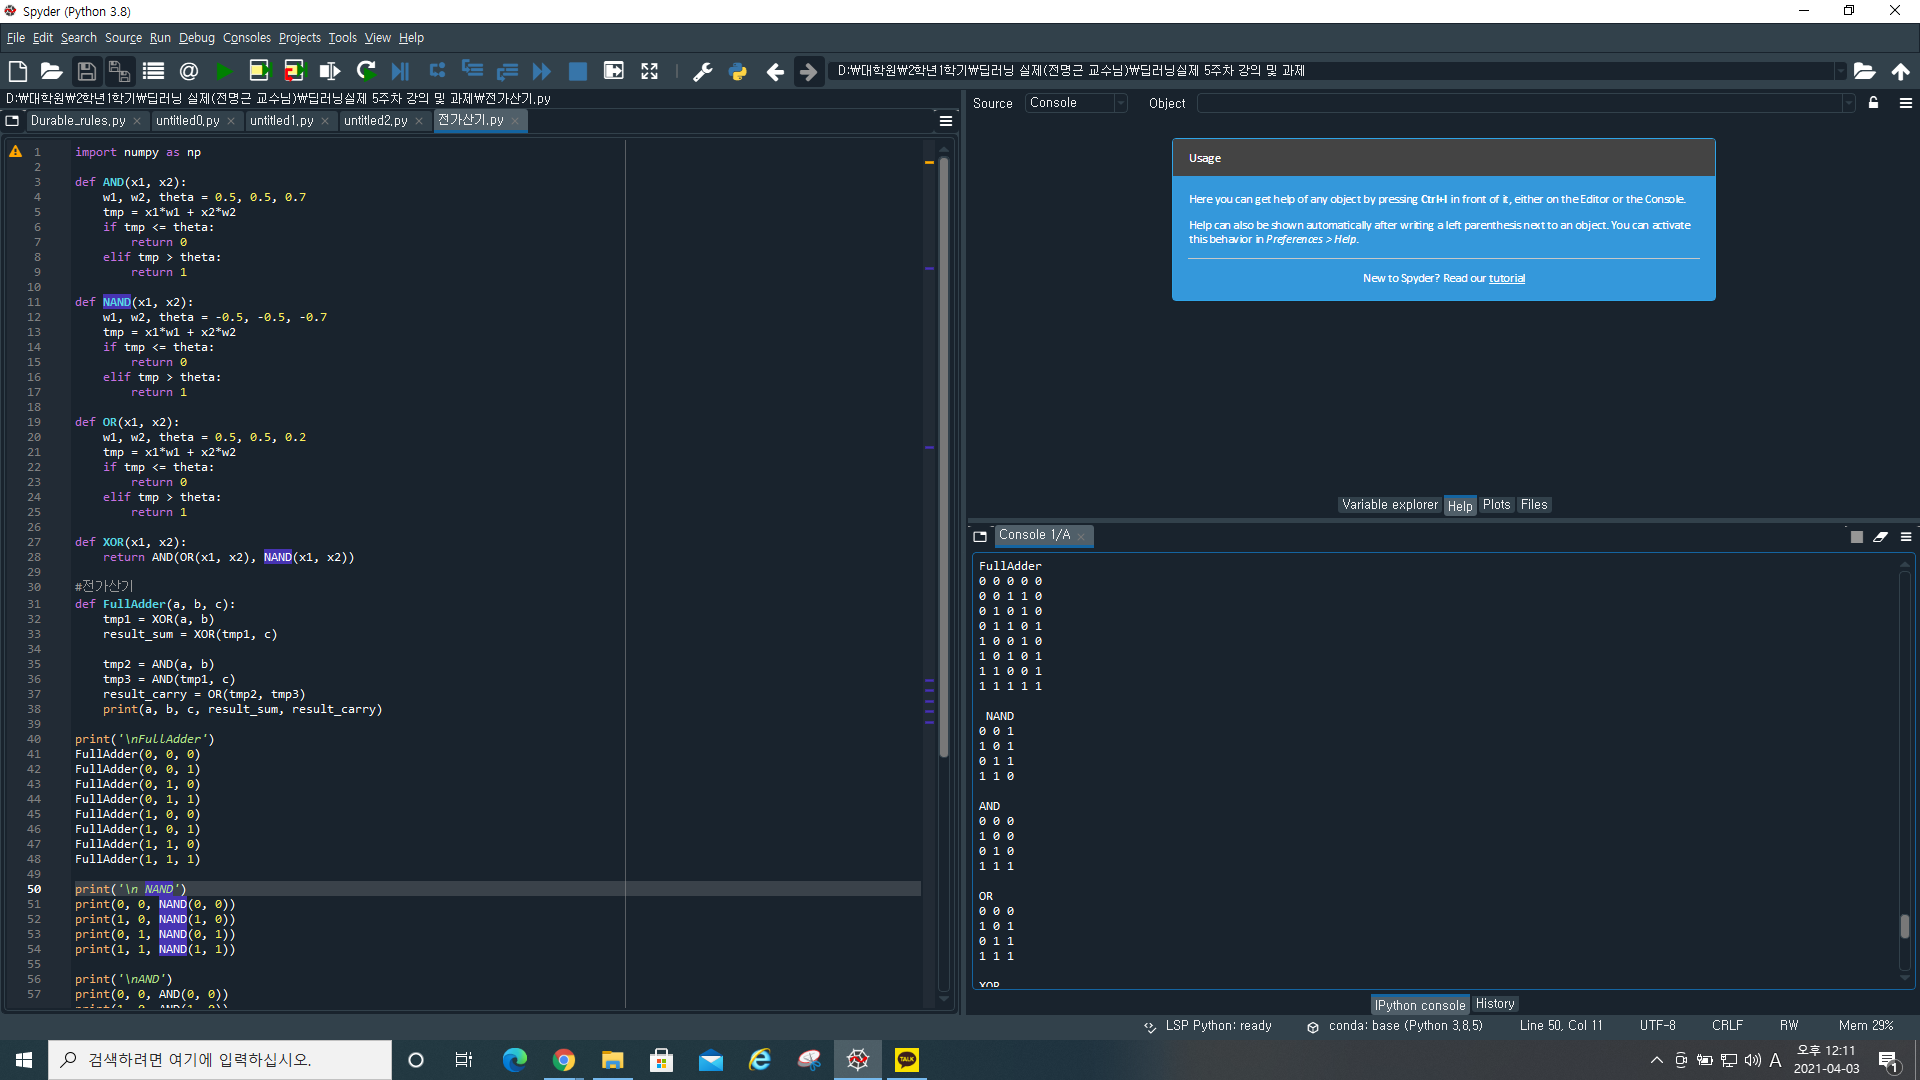 Spyder (Python 3.8)
File Edit Search Source Run Debug Consoles Projects Tools View Help
D:₩대학원₩2학년1학기₩딥러닝 실제(전명근 교수님)₩딥러닝실제 5주차 강의 및 과제
D:₩대학원₩2학년1학기₩딥러닝 실제(전명근 교수님)₩딥러닝실제 5주차 강의 및 과제₩전가산기.py
Durable_rules.py untitled0.py untitled1.py untitled2.py 전가산기.py
1 import numpy as np
2
3 def AND(x1, x2):
4 w1, w2, theta = 0.5, 0.5, 0.7
5 tmp = x1*w1 + x2*w2
6 if tmp <= theta:
7 return 0
8 elif tmp > theta:
9 return 1
10
11 def NAND(x1, x2):
12 w1, w2, theta = -0.5, -0.5, -0.7
13 tmp = x1*w1 + x2*w2
14 if tmp <= theta:
15 return 0
16 elif tmp > theta:
17 return 1
18
19 def OR(x1, x2):
20 w1, w2, theta = 0.5, 0.5, 0.2
21 tmp = x1*w1 + x2*w2
22 if tmp <= theta:
23 return 0
24 elif tmp > theta:
25 return 1
26
27 def XOR(x1, x2):
28 return AND(OR(x1, x2), NAND(x1, x2))
29
30 #전가산기
31 def FullAdder(a, b, c):
32 tmp1 = XOR(a, b)
33 result_sum = XOR(tmp1, c)
34
35 tmp2 = AND(a, b)
36 tmp3 = AND(tmp1, c)
37 result_carry = OR(tmp2, tmp3)
38 print(a, b, c, result_sum, result_carry)
39
40 print('\nFullAdder')
41 FullAdder(0, 0, 0)
42 FullAdder(0, 0, 1)
43 FullAdder(0, 1, 0)
44 FullAdder(0, 1, 1)
45 FullAdder(1, 0, 0)
46 FullAdder(1, 0, 1)
47 FullAdder(1, 1, 0)
48 FullAdder(1, 1, 1)
49
50 print('\n NAND')
51 print(0, 0, NAND(0, 0))
52 print(1, 0, NAND(1, 0))
53 print(0, 1, NAND(0, 1))
54 print(1, 1, NAND(1, 1))
55
56 print('\nAND')
57 print(0, 0, AND(0, 0))
print(1, 0, AND(1, 0))
Source Console Object
Usage
Here you can get help of any object by pressing Ctrl+I in front of it, either on the Editor or the Console.
Help can also be shown automatically after writing a left parenthesis next to an object. You can activate
this behavior in Preferences > Help.
New to Spyder? Read our tutorial
Variable explorer Help Plots Files
Console 1/A
FullAdder
0 0 0 0 0
0 0 1 1 0
0 1 0 1 0
0 1 1 0 1
1 0 0 1 0
1 0 1 0 1
1 1 0 0 1
1 1 1 1 1
NAND
0 0 1
1 0 1
0 1 1
1 1 0
AND
0 0 0
1 0 0
0 1 0
1 1 1
OR
0 0 0
1 0 1
0 1 1
1 1 1
XOR
IPython console History
LSP Python: ready conda: base (Python 3.8.5) Line 50, Col 11 UTF-8 CRLF RW Mem 29%
검색하려면 여기에 입력하십시오.
TALK
A
오후 12:11
2021-04-03
1